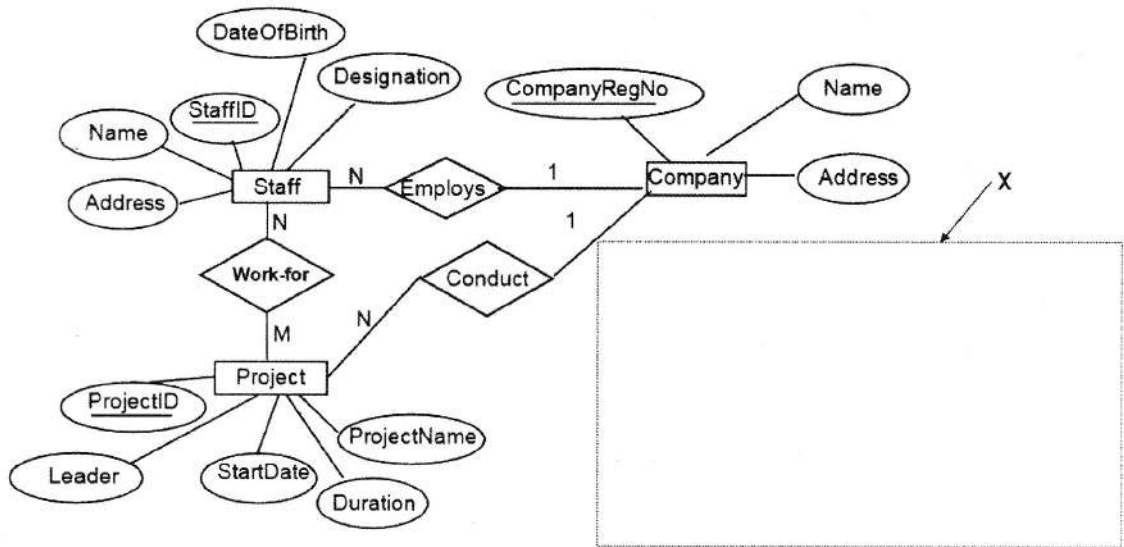 DateOfBirth
Designation
StaffID
Name
Address
Staff
N
Employs
1
CompanyRegNo
Name
Company
Address
X
N
Work-for
M
1
Conduct
N
Project
ProjectID
Leader
StartDate
Duration
ProjectName